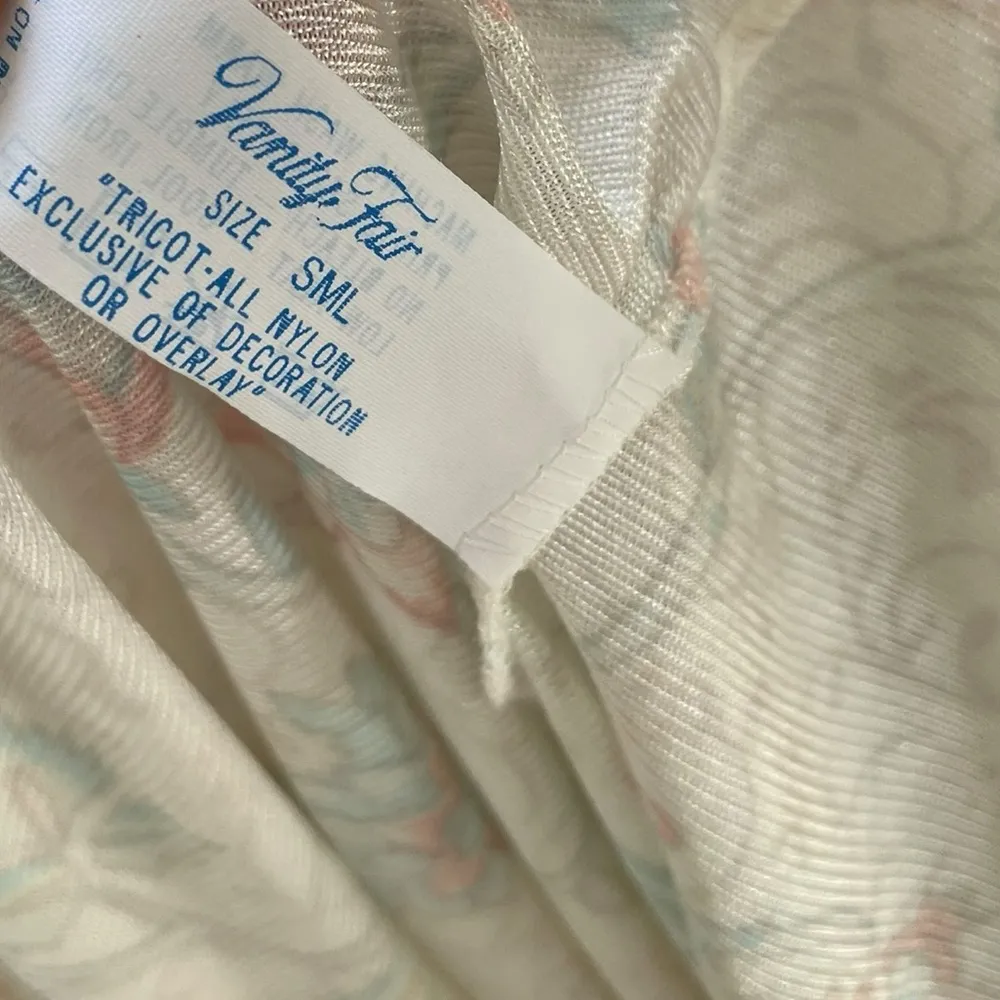 Vanity Fair
SIZE SML
"TRICOT-ALL NYLON
EXCLUSIVE OF DECORATION
OR OVERLAY"